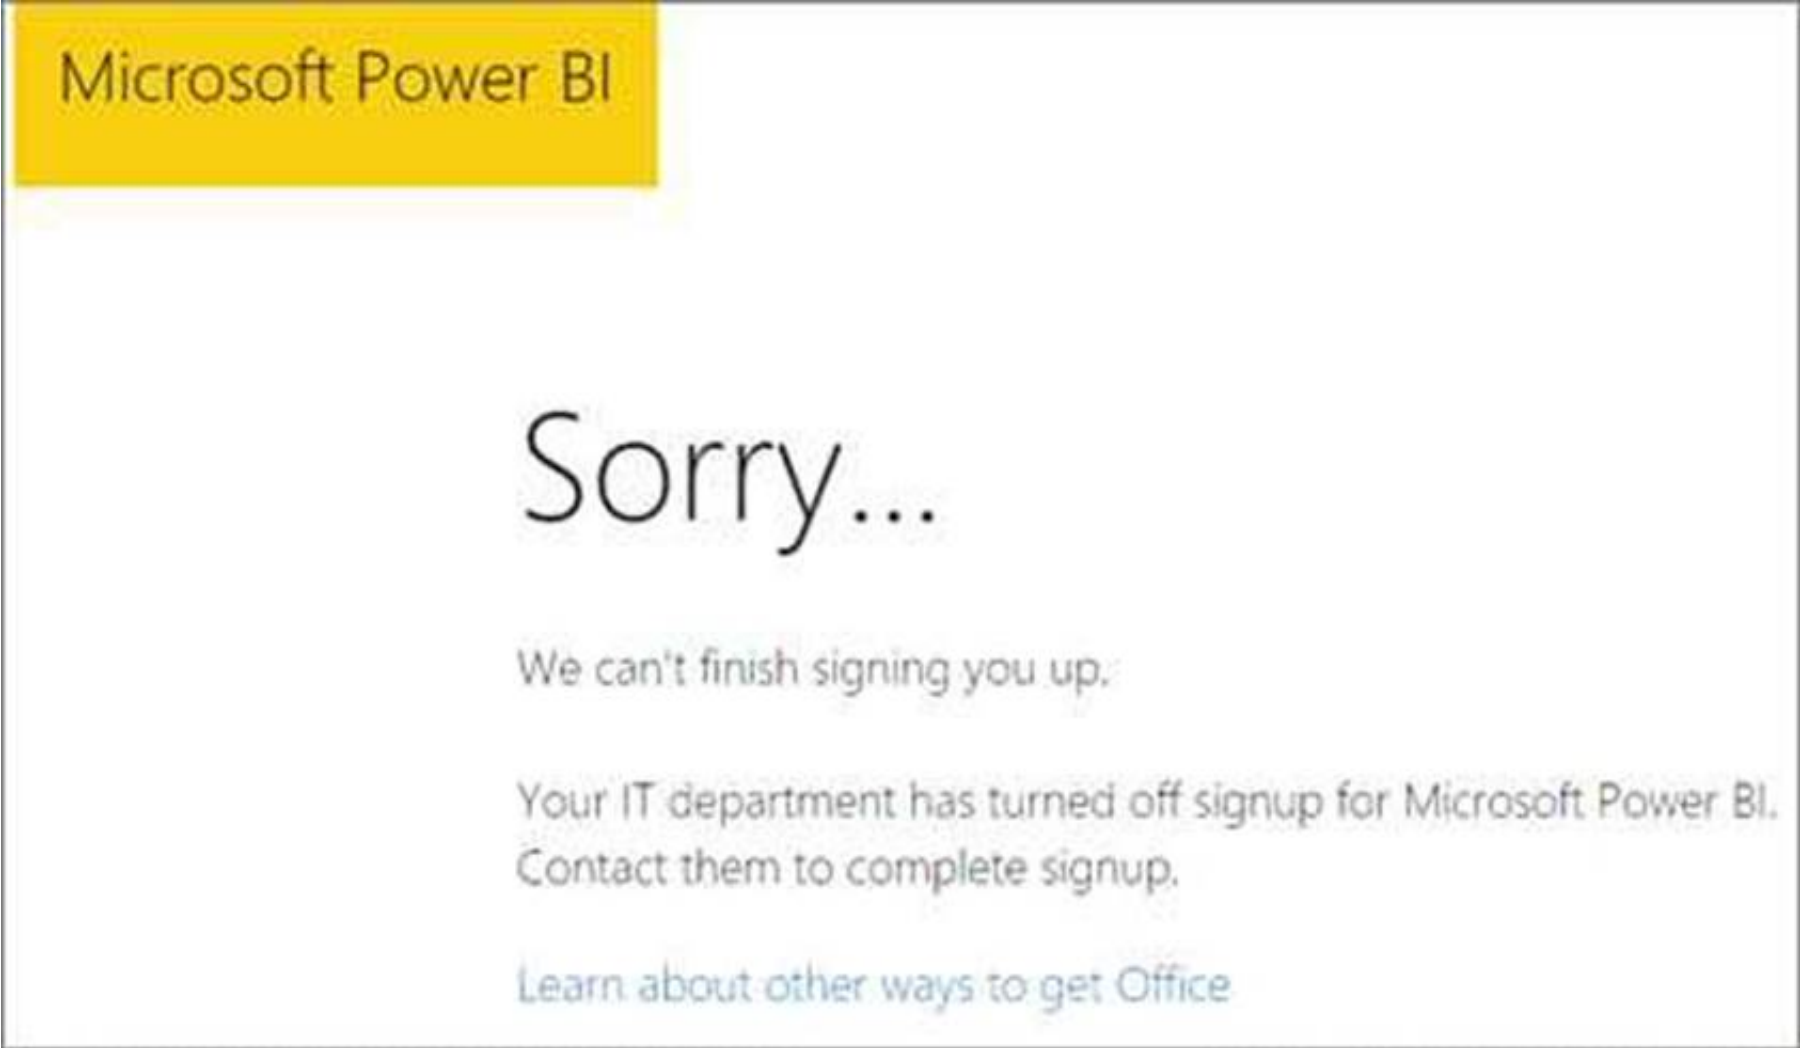 Microsoft Power BI
Sorry...
We can't finish signing you up.
Your IT department has turned off signup for Microsoft Power BI.
Contact them to complete signup.
Learn about other ways to get Office